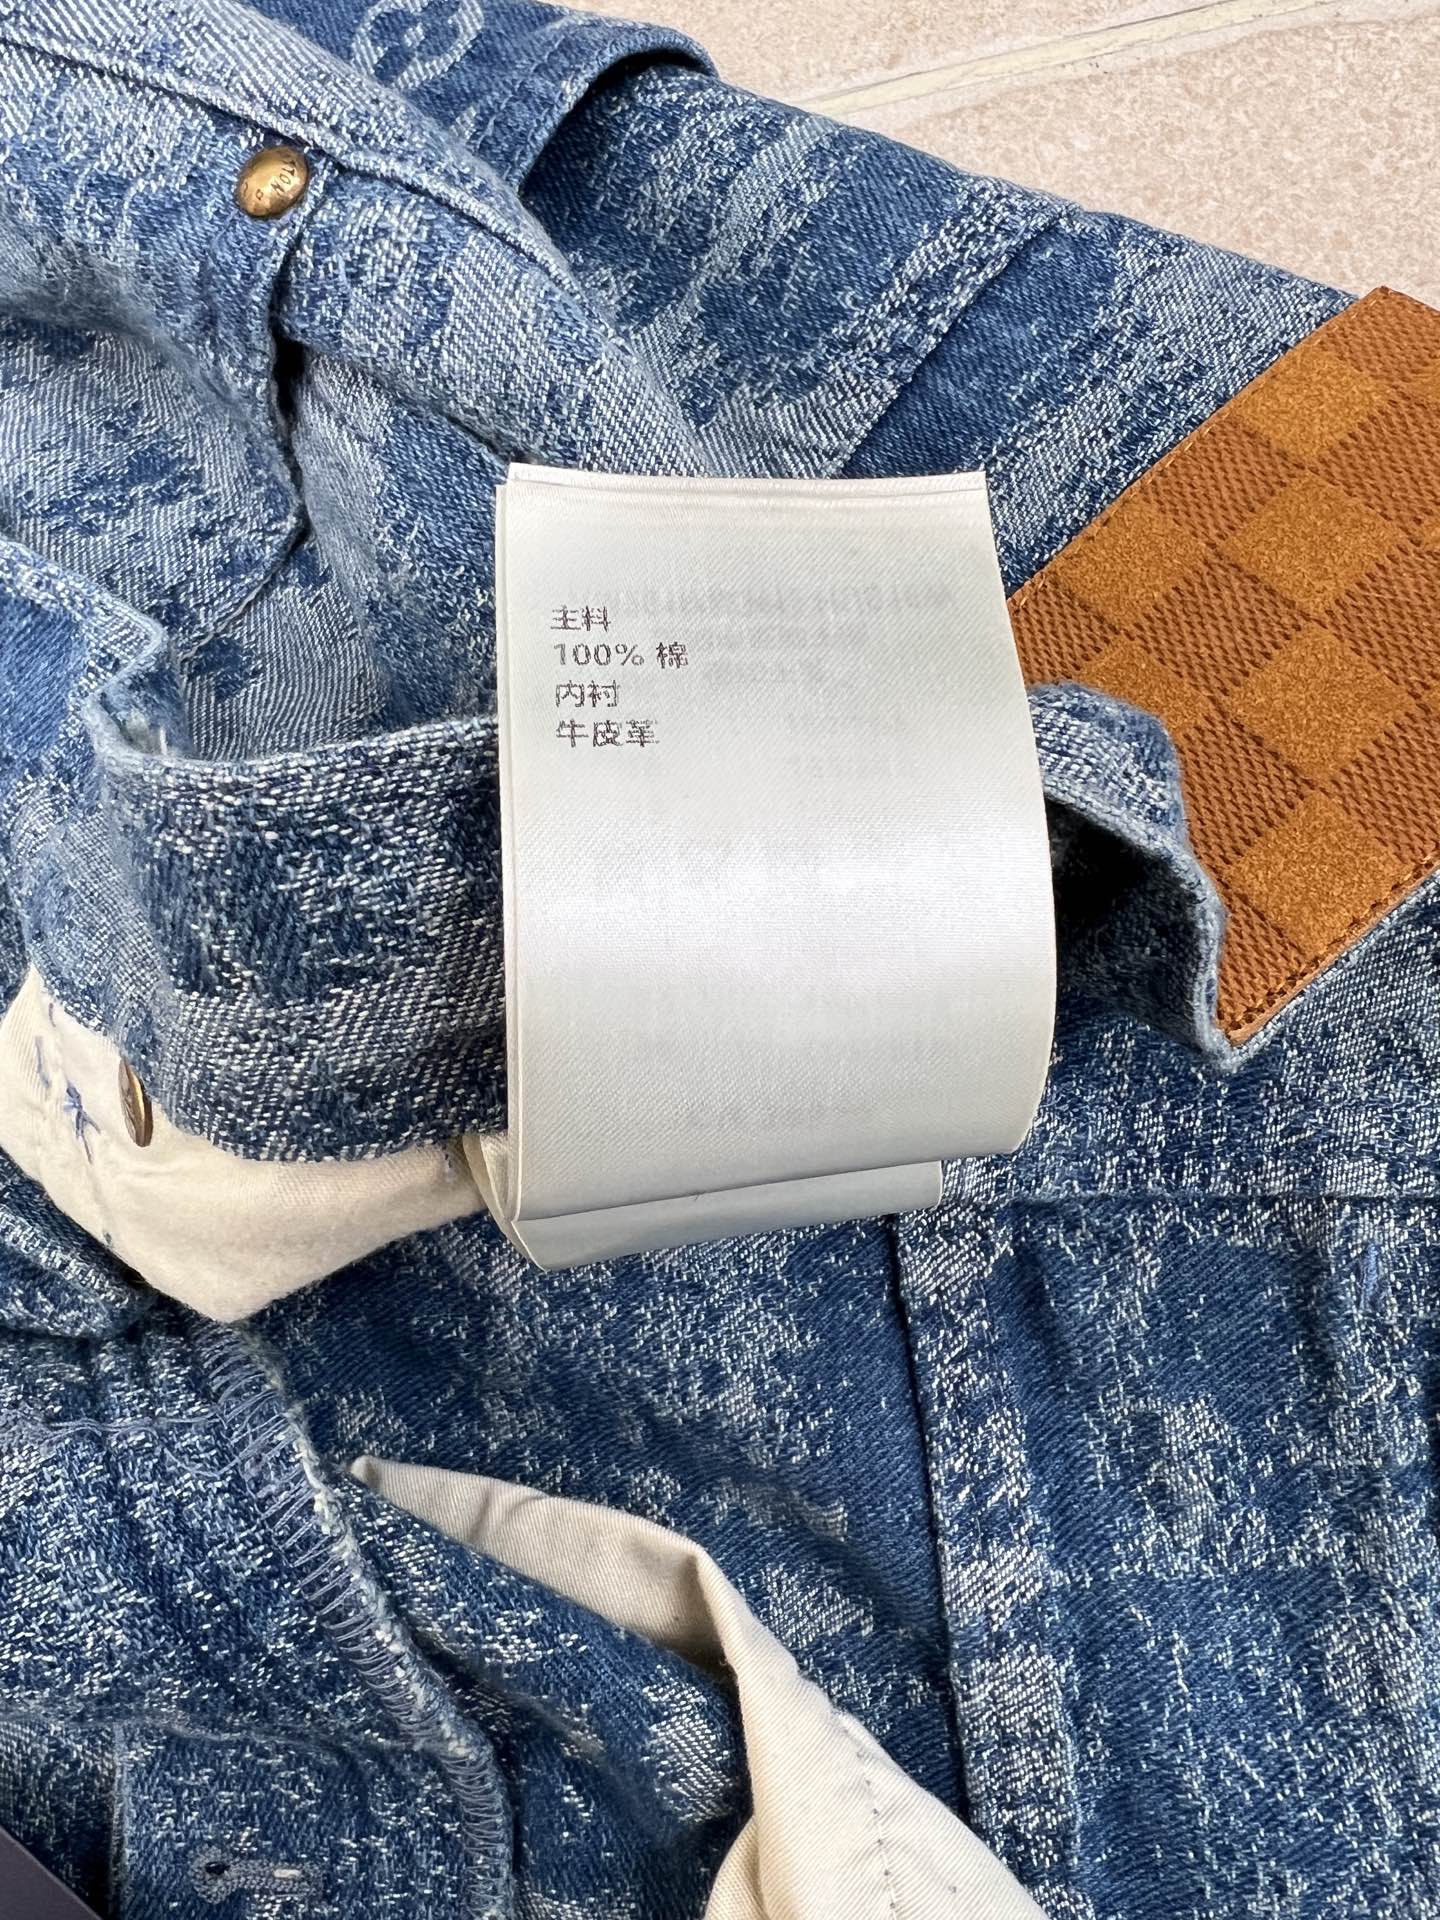 主料
100% 棉
内衬
牛皮革